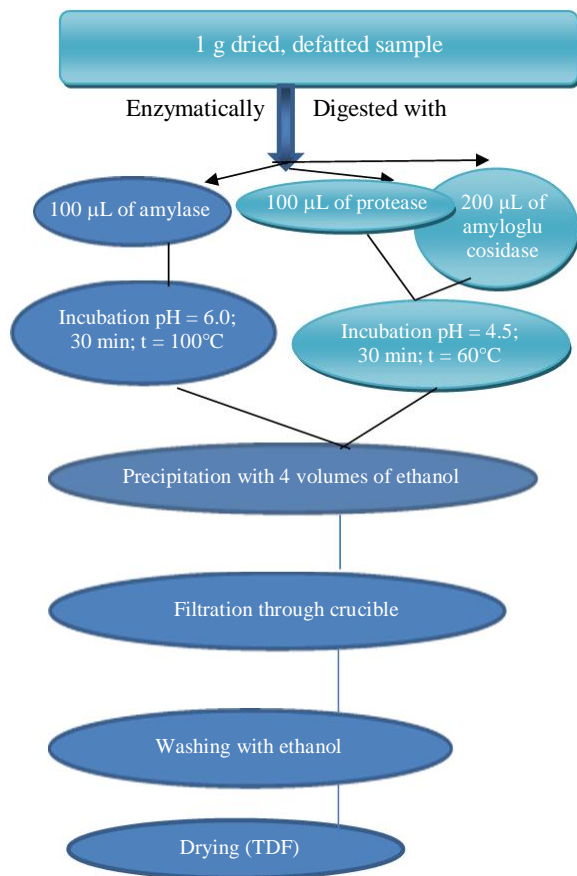 1 g dried, defatted sample
Enzymatically Digested with
100 µL of amylase
100 µL of protease
200 µL of
amyloglu
cosidase
Incubation pH = 6.0;
30 min; t = 100°C
Incubation pH = 4.5;
30 min; t = 60°C
Precipitation with 4 volumes of ethanol
Filtration through crucible
Washing with ethanol
Drying (TDF)